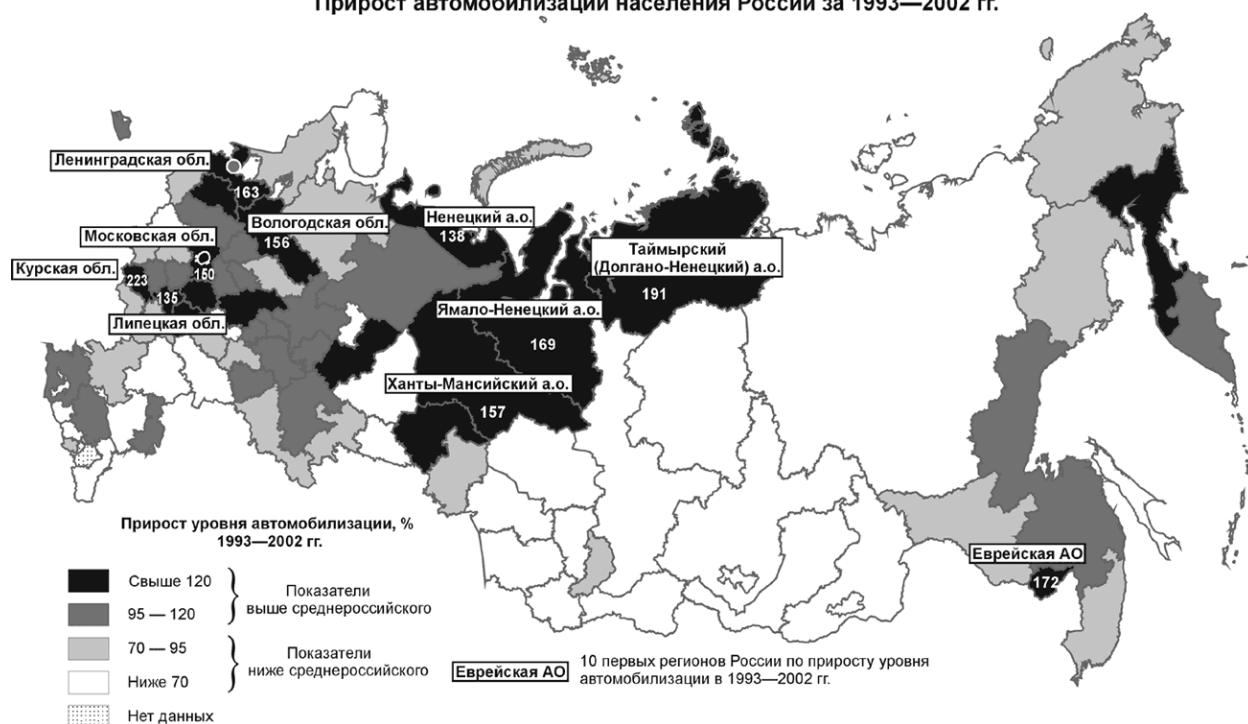 Прирост автомобилизации населения России за 1993—2002 гг.
Ленинградская обл.
163
Вологодская обл.
156
Ненецкий а.о.
138
Московская обл.
150
Курская обл.
223
135
Липецкая обл.
Таймырский
(Долгано-Ненецкий) а.о.
191
Ямало-Ненецкий а.о.
169
Ханты-Мансийский а.о.
157
Еврейская АО
172
Прирост уровня автомобилизации, %
1993—2002 гг.
Свыше 120
95 — 120
Показатели
выше среднероссийского
70 — 95
Ниже 70
Показатели
ниже среднероссийского
Нет данных
Еврейская АО
10 первых регионов России по приросту уровня
автомобилизации в 1993—2002 гг.